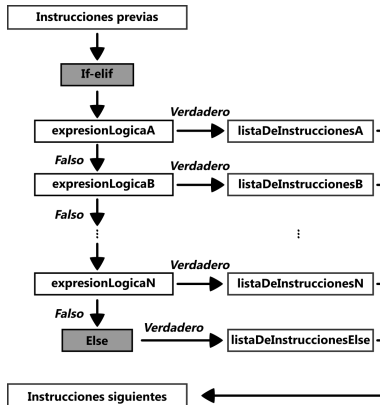 Instrucciones previas
If-elif
Verdadero
expresionLogicaA
listaDeInstruccionesA
Falso
Verdadero
expresionLogicaB
listaDeInstruccionesB
Falso
...
...
Verdadero
expresionLogicaN
listaDeInstruccionesN
Falso
Verdadero
Else
listaDeInstruccionesElse
Instrucciones siguientes